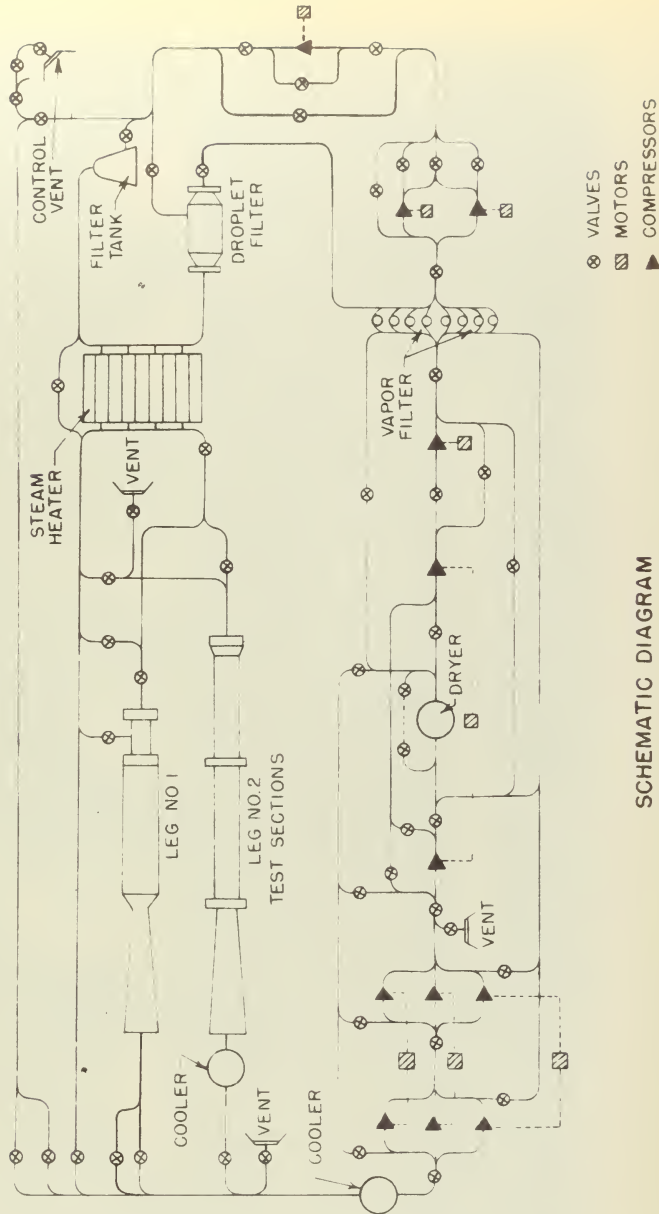 CONTROL
VENT
FILTER
TANK
DROPLET
FILTER
STEAM
HEATER
VENT
LEG NO 1
LEG NO.2
TEST SECTIONS
COOLER
VENT
COOLER
VAPOR
FILTER
DRYER
VENT
VALVES
MOTORS
COMPRESSORS
SCHEMATIC DIAGRAM